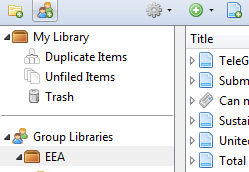 My Library
Duplicate Items
Unfiled Items
Trash
Group Libraries
EEA
Title
TeleG
Subm
Can n
Sustai
United
Total